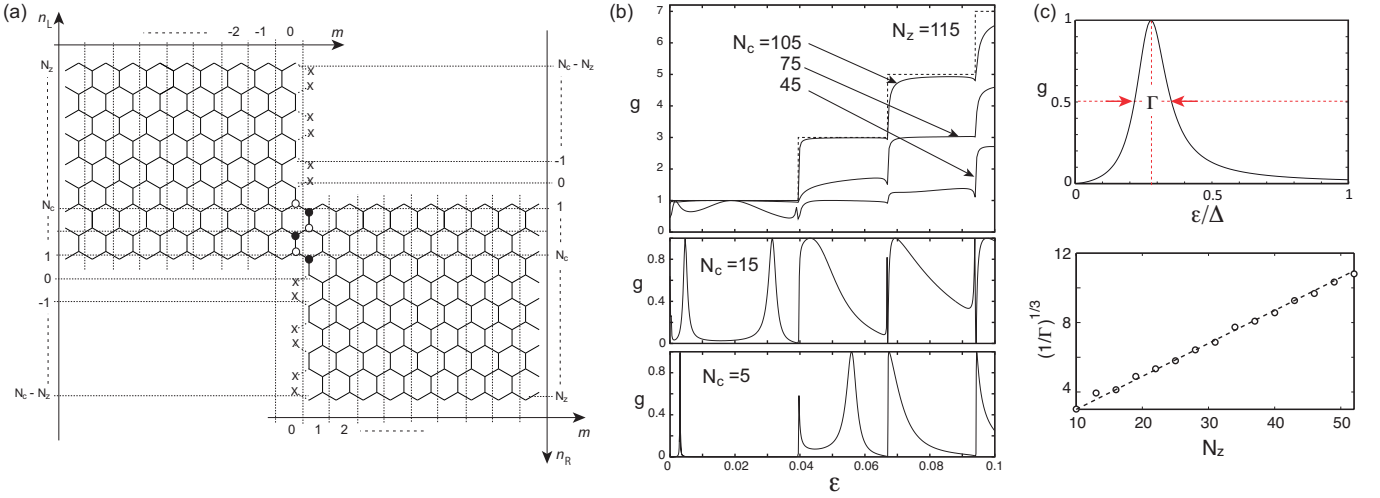 (a)
n_L
-2 -1 0 m
N_z
N_c – N_z
-1
0
N_c
1
1
N_c
0
-1
N_c – N_z
N_z
0 1 2
m
n_R
(b)
7
6
5
4
3
2
1
0
g
N_c =105
75
45
N_z =115
0.8
0.4
0
g
N_c =15
0.8
0.4
0
g
N_c =5
0 0.02 0.04 0.06 0.08 0.1
ε
(c)
1
g 0.5
0
Γ
0 0.5 1
ε/Δ
12
8
4
(1/Γ)^1/3
10 20 30 40 50
N_z